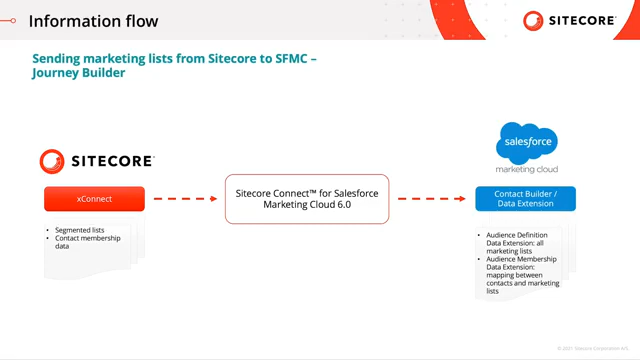 Information flow
SITECORE
Sending marketing lists from Sitecore to SFMC –
Journey Builder
SITECORE
salesforce
marketing cloud
xConnect
Sitecore Connect™ for Salesforce
Marketing Cloud 6.0
Contact Builder /
Data Extension
• Segmented lists
• Contact membership
data
• Audience Definition
Data Extension: all
marketing lists
• Audience Membership
Data Extension:
mapping between
contacts and marketing
lists
© 2021 Sitecore Corporation A/S.